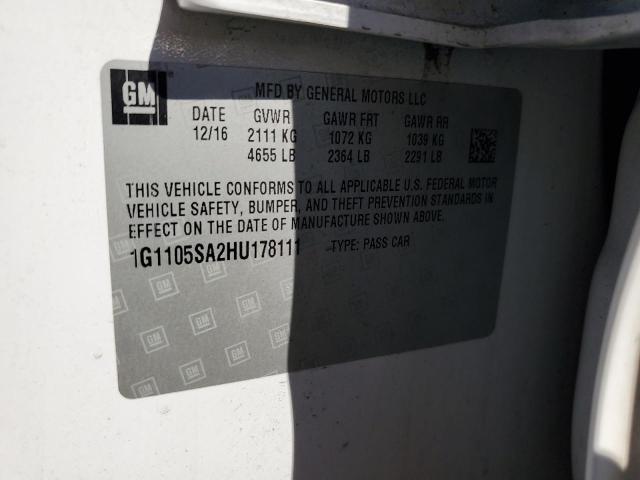 GM
MFD BY GENERAL MOTORS LLC
DATE GVWR GAWR FRT GAWR RR
12/16 2111 KG 1072 KG 1039 KG
4655 LB 2364 LB 2291 LB
THIS VEHICLE CONFORMS TO ALL APPLICABLE U.S. FEDERAL MOTOR
VEHICLE SAFETY, BUMPER, AND THEFT PREVENTION STANDARDS IN
EFFECT ON THE DATE OF MANUFACTURE SHOWN ABOVE.
1G1105SA2HU178111 TYPE: PASS CAR